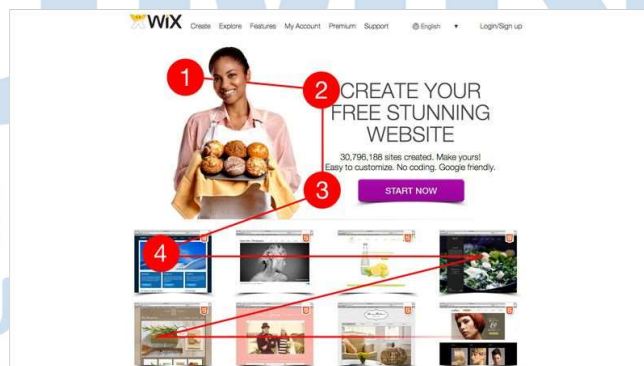 WiX Create Explore Features My Account Premium Support English Login/Sign up
1
2
CREATE YOUR
FREE STUNNING
WEBSITE
30,796,188 sites created. Make yours!
Easy to customize. No coding. Google friendly.
3
START NOW
4